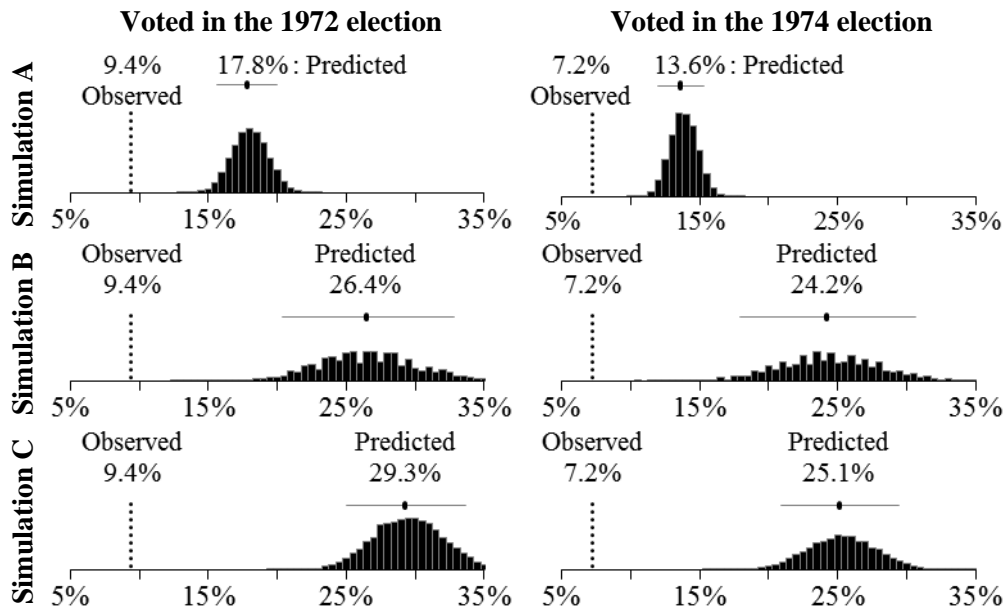 Voted in the 1972 election
Voted in the 1974 election
Simulation A
9.4%
Observed
17.8% : Predicted
5%
15%
25%
35%
7.2%
Observed
13.6% : Predicted
5%
15%
25%
35%
Simulation B
Observed
9.4%
Predicted
26.4%
5%
15%
25%
35%
Observed
7.2%
Predicted
24.2%
5%
15%
25%
35%
Simulation C
Observed
9.4%
Predicted
29.3%
5%
15%
25%
35%
Observed
7.2%
Predicted
25.1%
5%
15%
25%
35%